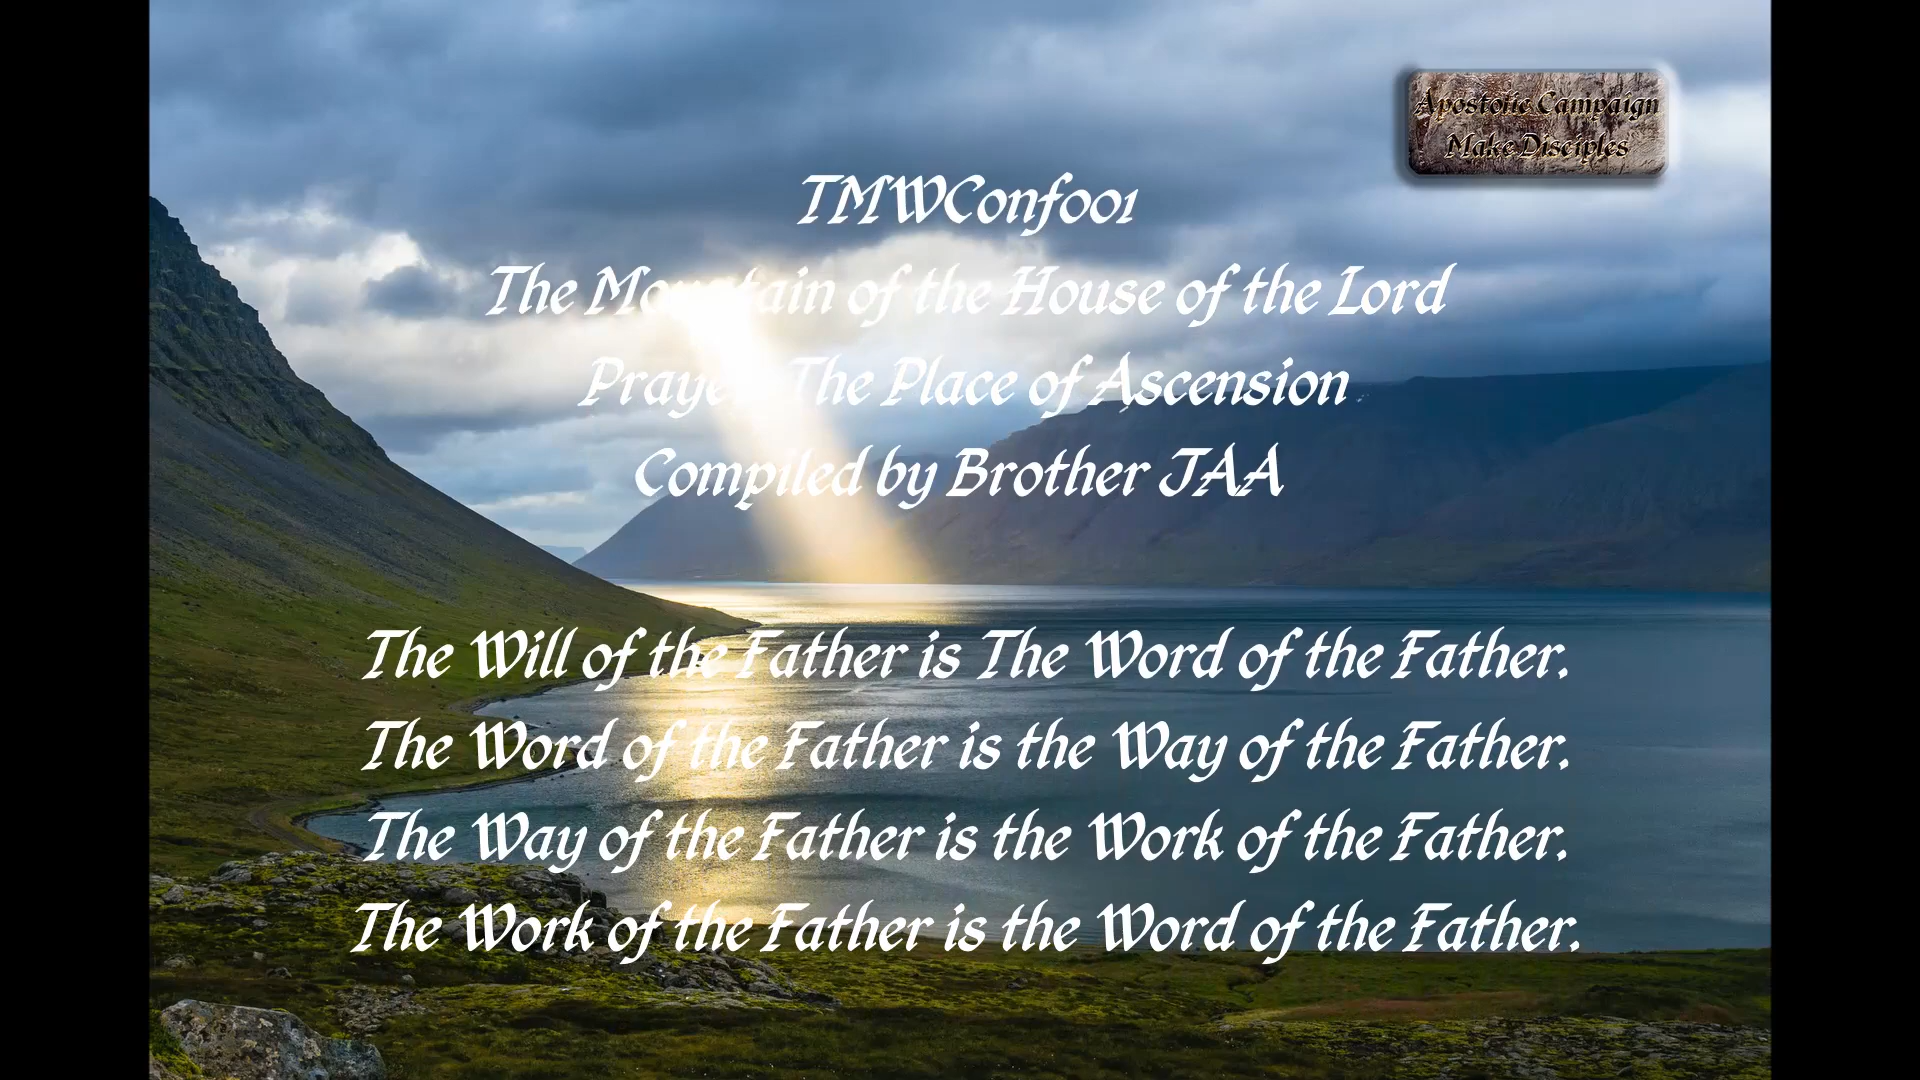 Apostolic Campaign
Make Disciples
TMWConf001
The Mountain of the House of the Lord
Prayer The Place of Ascension
Compiled by Brother JAA
The Will of the Father is The Word of the Father.
The Word of the Father is the Way of the Father.
The Way of the Father is the Work of the Father.
The Work of the Father is the Word of the Father.